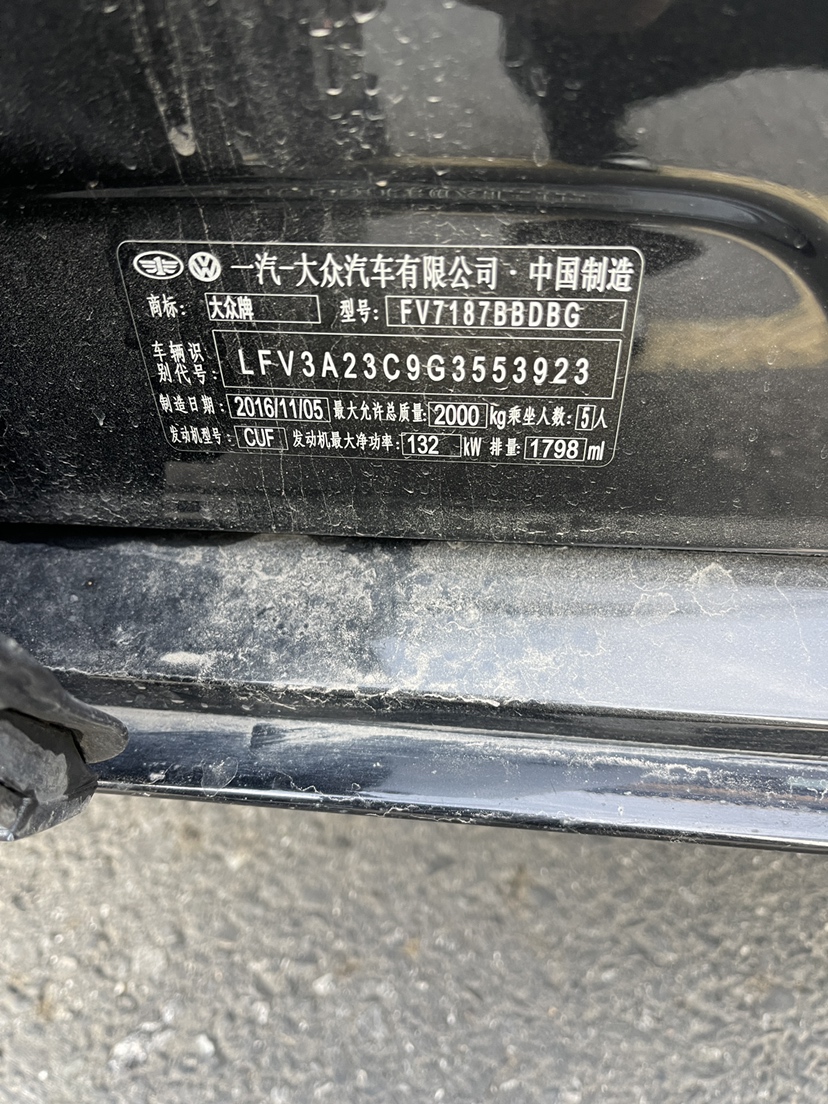 一汽-大众汽车有限公司·中国制造
商标: 大众牌 型号: FV7187BBDBG
车辆识
别代号: LFV3A23C9G3553923
制造日期: 2016/11/05 最大允许总质量: 2000 kg 乘坐人数: 5 人
发动机型号: CUF 发动机最大净功率: 132 kW 排量: 1798 ml